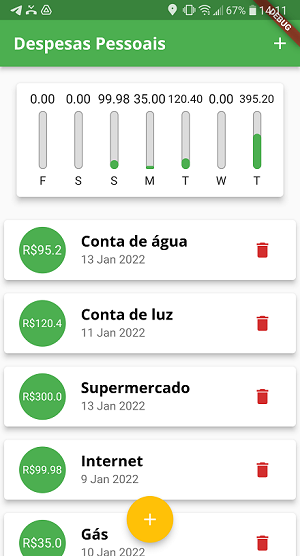 67% 14:11
DEBUG
Despesas Pessoais +
0.00 0.00 99.98 35.00 120.40 0.00 395.20
F S S M T W T
R$95.2 Conta de água
13 Jan 2022
R$120.4 Conta de luz
11 Jan 2022
R$300.0 Supermercado
13 Jan 2022
R$99.98 Internet
9 Jan 2022
R$35.0 Gás
10 Jan 2022
+